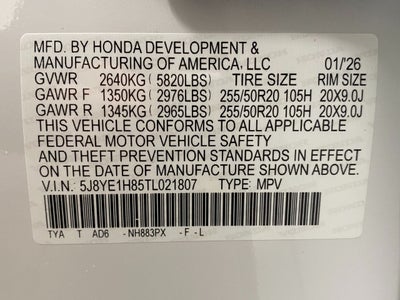 MFD. BY HONDA DEVELOPMENT &
MANUFACTURING OF AMERICA, LLC 01/'26
GVWR 2640KG (5820LBS) TIRE SIZE RIM SIZE
GAWR F 1350KG (2976LBS) 255/50R20 105H 20X9.0J
GAWR R 1345KG (2965LBS) 255/50R20 105H 20X9.0J
THIS VEHICLE CONFORMS TO ALL APPLICABLE
FEDERAL MOTOR VEHICLE SAFETY
AND THEFT PREVENTION STANDARDS IN EFFECT
ON THE DATE OF MANUFACTURE SHOWN ABOVE.
V.I.N.: 5J8YE1H85TL021807 TYPE: MPV
TYA T AD6 -NH883PX -F -L